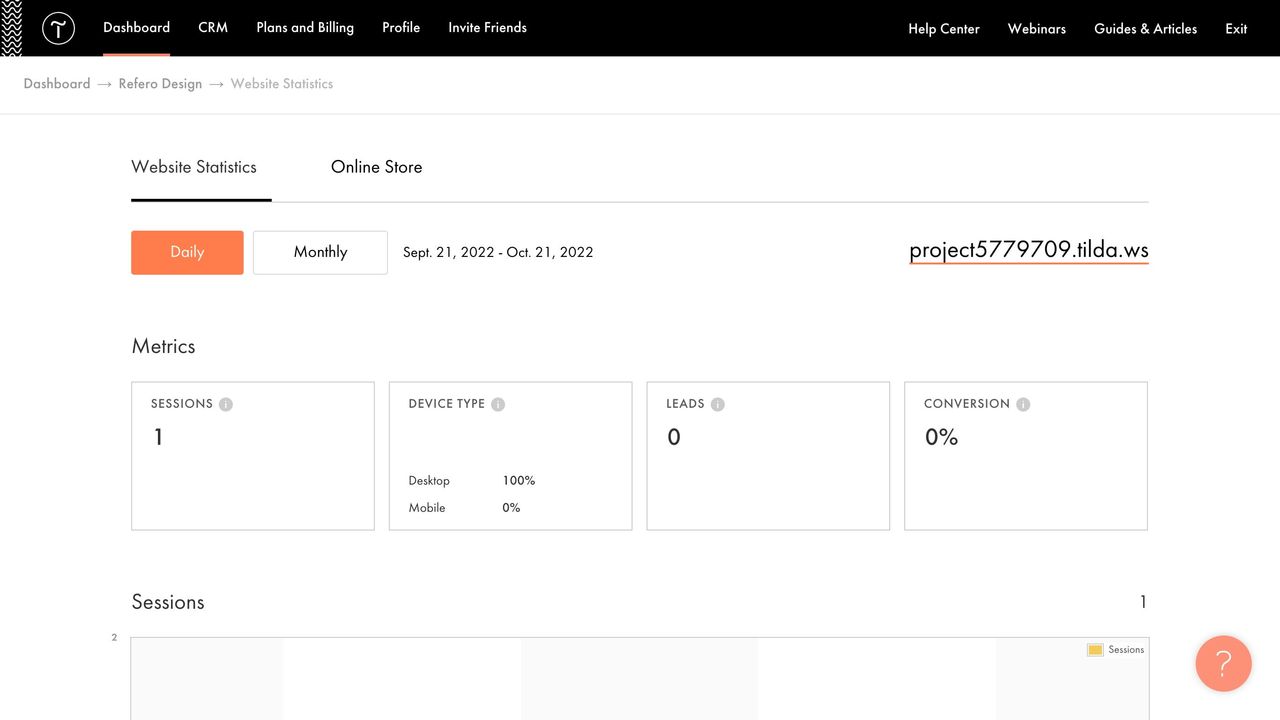 Dashboard CRM Plans and Billing Profile Invite Friends Help Center Webinars Guides & Articles Exit
Dashboard → Refero Design → Website Statistics
Website Statistics Online Store
Daily Monthly Sept. 21, 2022 - Oct. 21, 2022 project5779709.tilda.ws
Metrics
SESSIONS i DEVICE TYPE i LEADS i CONVERSION i
1 0 0%
Desktop 100%
Mobile 0%
Sessions 1
2
Sessions
?